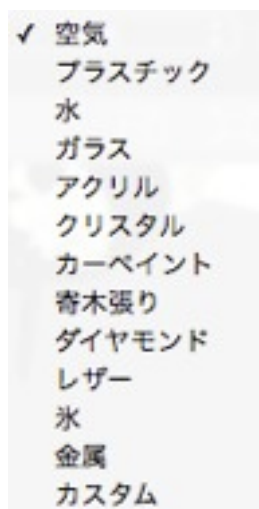 ✓ 空気
プラスチック
水
ガラス
アクリル
クリスタル
カーペイント
寄木張り
ダイヤモンド
レザー
氷
金属
カスタム